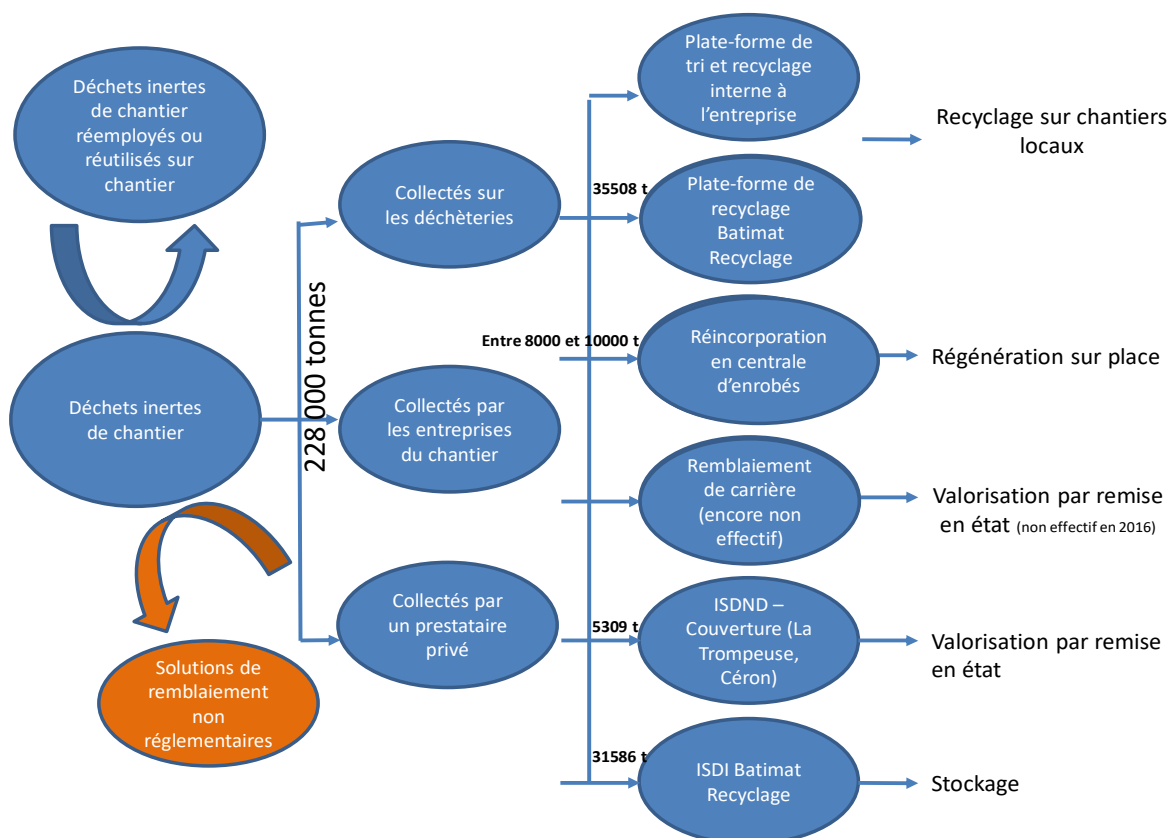 Déchets inertes
de chantier
réemployés ou
réutilisés sur
chantier
Déchets inertes
de chantier
Solutions de
remblaiement
non
réglementaires
228 000 tonnes
Collectés sur
les déchèteries
Collectés par
les entreprises
du chantier
Collectés par
un prestataire
privé
Plate-forme de
tri et recyclage
interne à
l’entreprise
35508 t
Plate-forme de
recyclage
Batimat
Recyclage
Recyclage sur chantiers
locaux
Entre 8000 et 10000 t
Réincorporation
en centrale
d’enrobés
Régénération sur place
Remblaiement
de carrière
(encore non
effectif)
Valorisation par remise
en état (non effectif en 2016)
5309 t
ISDND –
Couverture (La
Trompeuse,
Céron)
Valorisation par remise
en état
31586 t
ISDI Batimat
Recyclage
Stockage